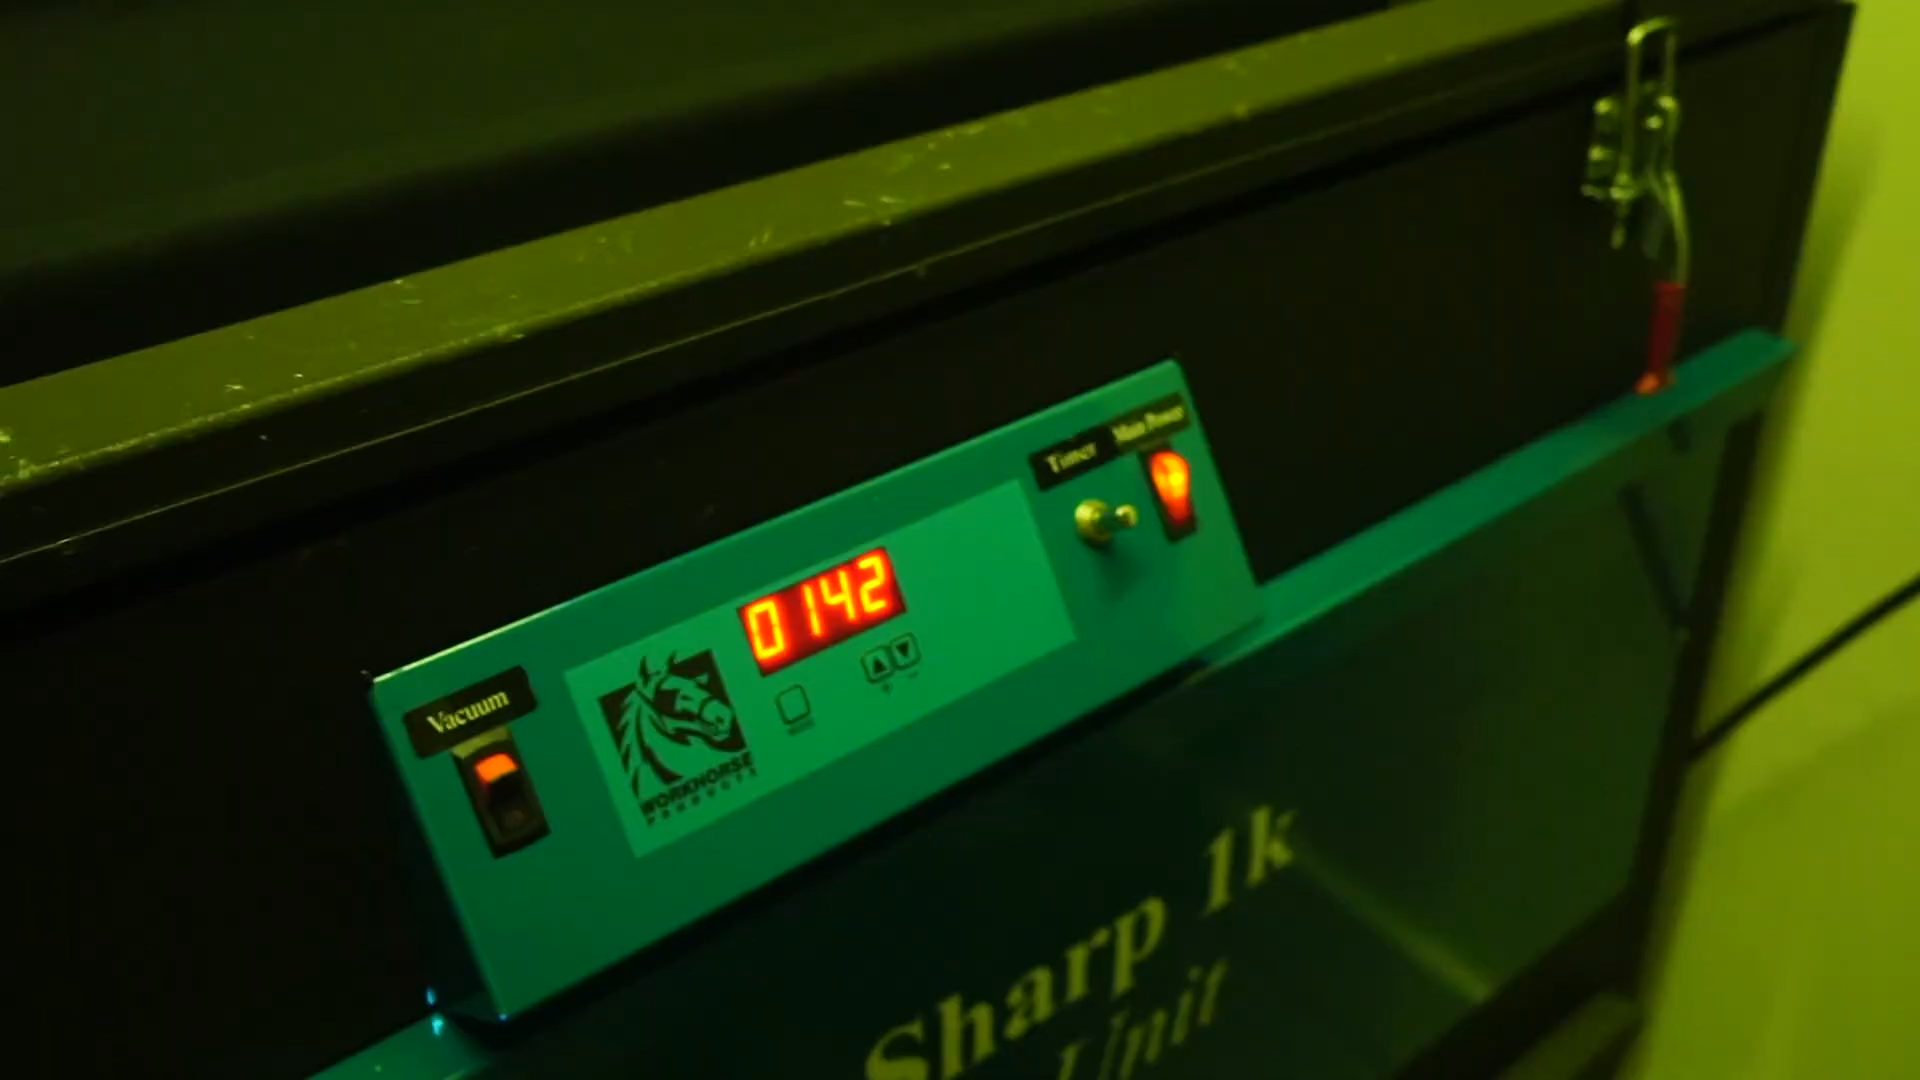 Timer Main Power
0142
Vacuum
WORKHORSE
PRODUCTS
Sharp 1k
Unit